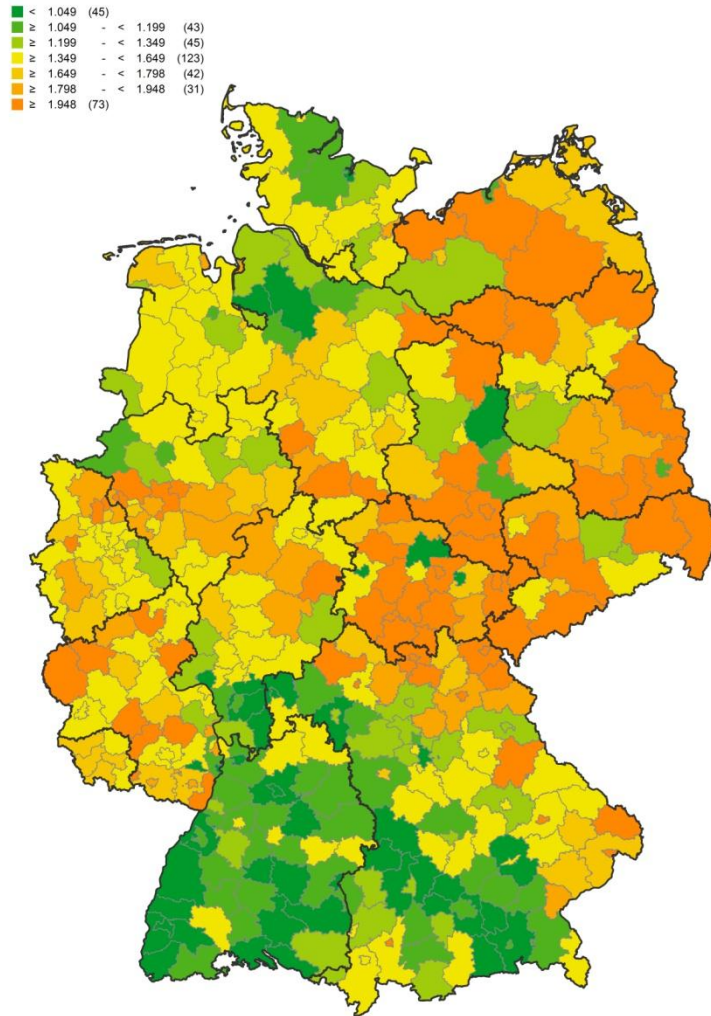 < 1.049 (45)
≥ 1.049 - < 1.199 (43)
≥ 1.199 - < 1.349 (45)
≥ 1.349 - < 1.649 (123)
≥ 1.649 - < 1.798 (42)
≥ 1.798 - < 1.948 (31)
≥ 1.948 (73)